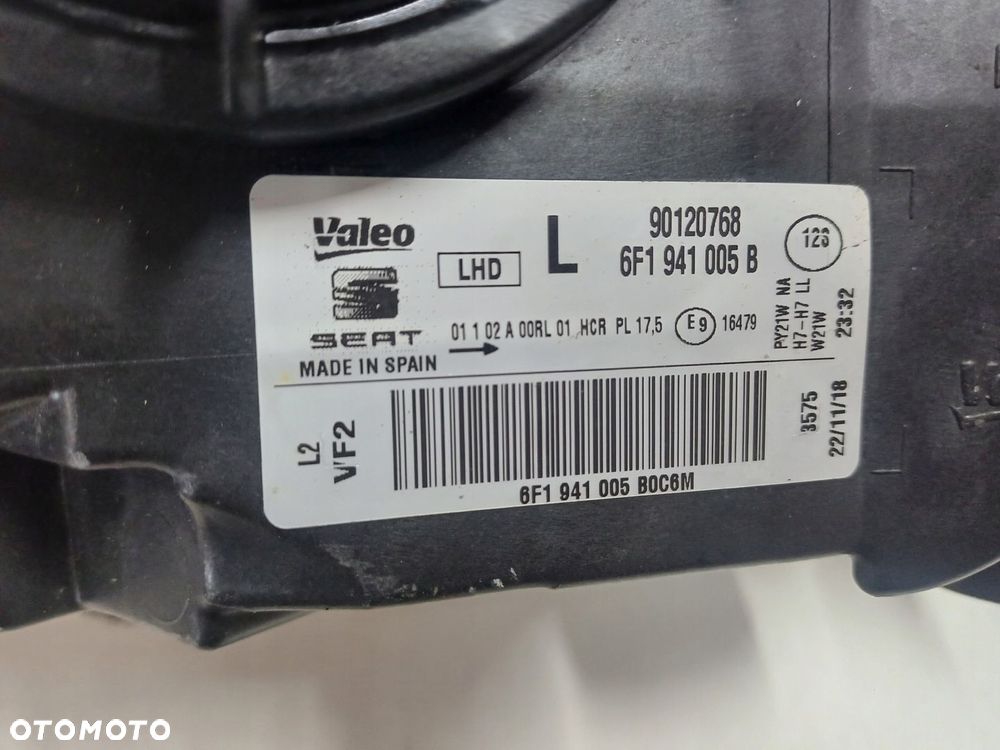 Valeo
SEAT
MADE IN SPAIN
LHD
L
90120768
6F1 941 005 B
01 1 02 A 00RL 01 HCR PL 17,5
E9
16479
PY21W NA
H7-H7 LL
W21W
23:32
3575
22/11/18
L2
VF2
6F1 941 005 B0C6M
OTOMOTO